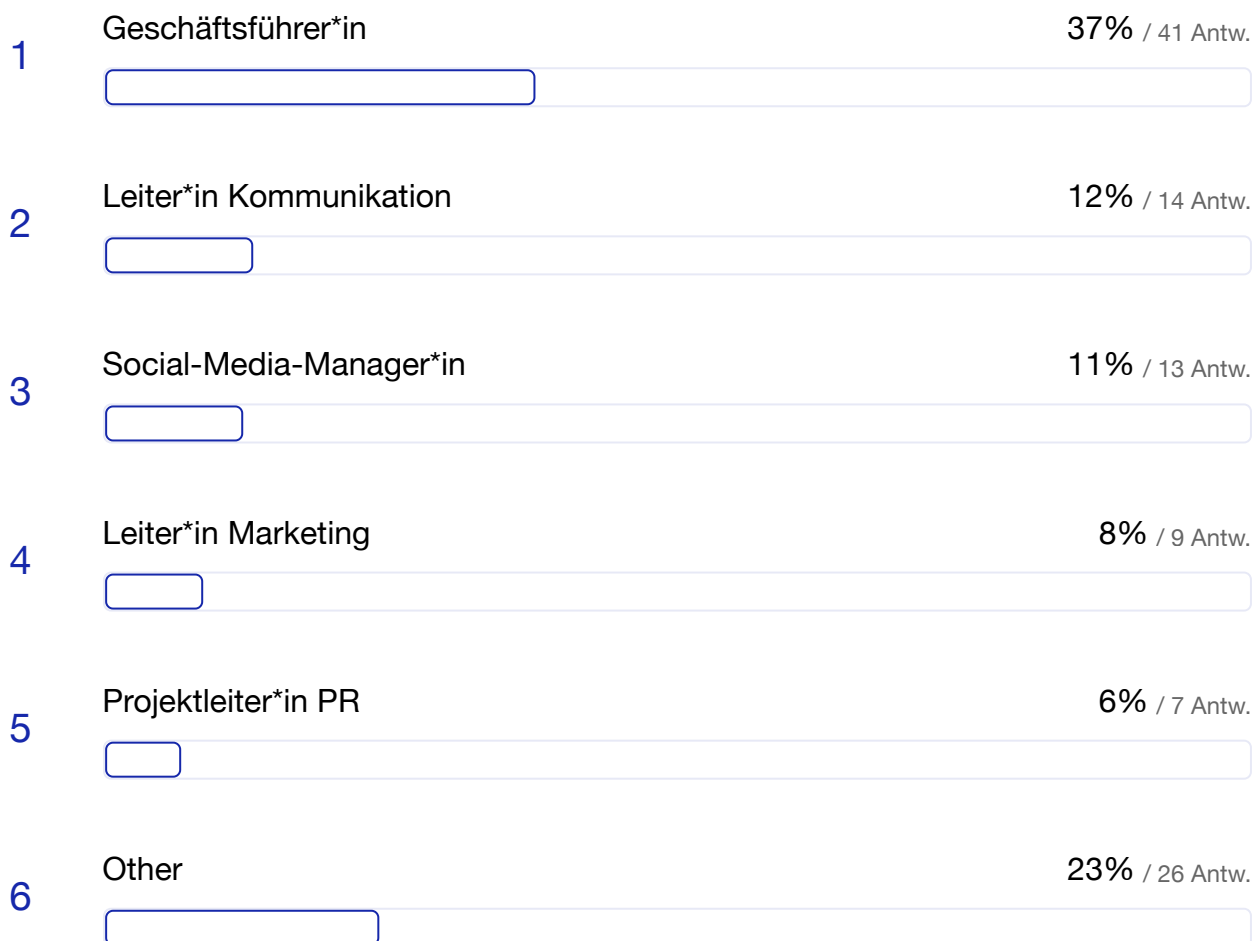 1 Geschäftsführer*in 37% / 41 Antw.
2 Leiter*in Kommunikation 12% / 14 Antw.
3 Social-Media-Manager*in 11% / 13 Antw.
4 Leiter*in Marketing 8% / 9 Antw.
5 Projektleiter*in PR 6% / 7 Antw.
6 Other 23% / 26 Antw.